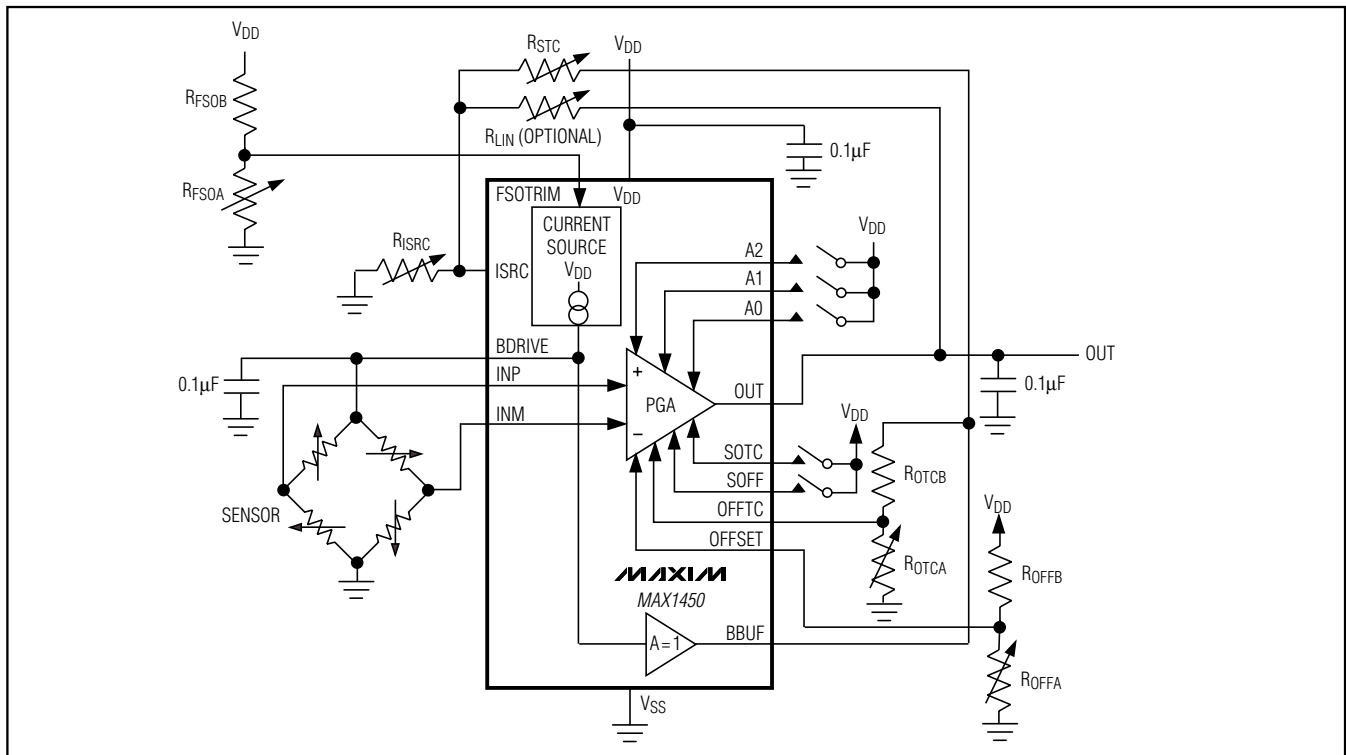 VDD
RSTC
VDD
RFSOB
RLIN (OPTIONAL)
0.1µF
RFSOA
FSOTRIM
VDD
CURRENT
SOURCE
VDD
RISRC
ISRC
VDD
A2
A1
A0
BDRIVE
0.1µF
INP
INM
+
PGA
−
OUT
OUT
0.1µF
VDD
SOTC
SOFF
OFFTC
OFFSET
ROTCB
ROTCA
SENSOR
VDD
ROFFB
ROFFA
MAXIM
MAX1450
A=1
BBUF
VSS